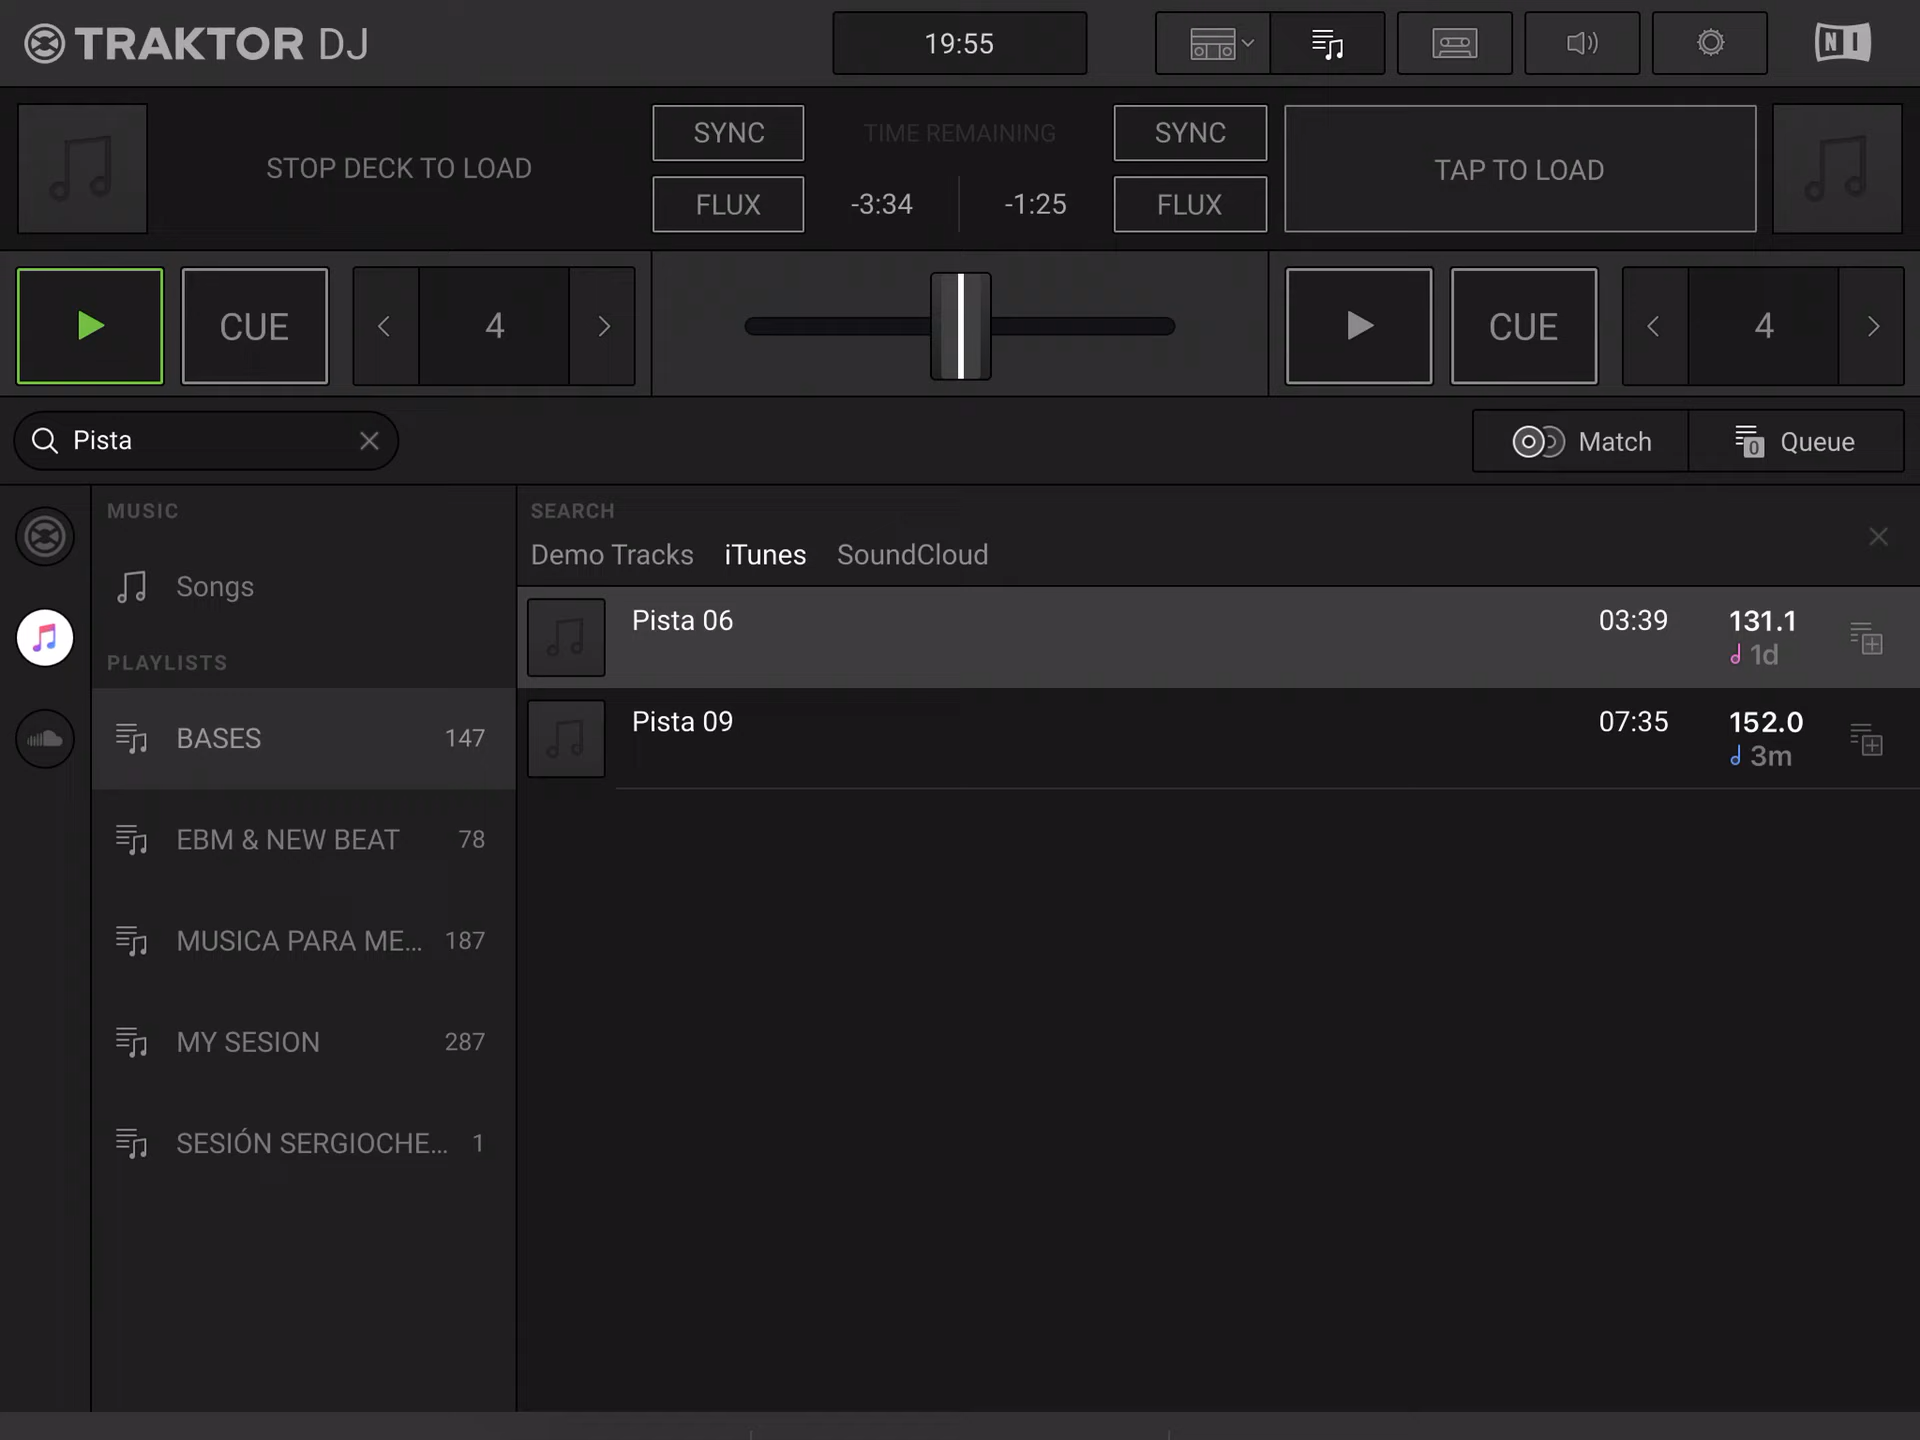 TRAKTOR DJ
19:55
NI
STOP DECK TO LOAD
SYNC
TIME REMAINING
SYNC
TAP TO LOAD
FLUX
-3:34
-1:25
FLUX
CUE
4
CUE
4
Pista
Match
0
Queue
MUSIC
Songs
PLAYLISTS
BASES 147
EBM & NEW BEAT 78
MUSICA PARA ME... 187
MY SESION 287
SESIÓN SERGIOCHE... 1
SEARCH
Demo Tracks iTunes SoundCloud
Pista 06 03:39 131.1
1d
Pista 09 07:35 152.0
3m